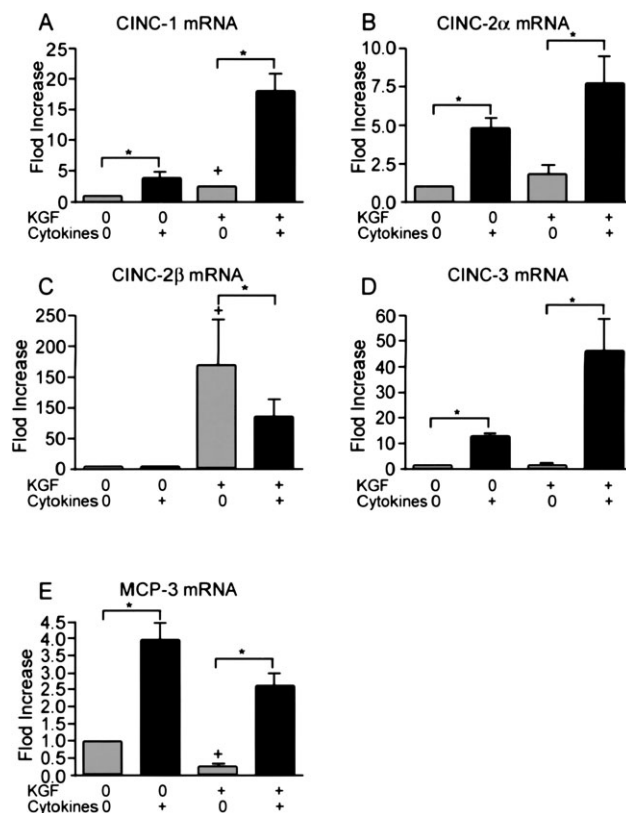 A CINC-1 mRNA
*
*
+
Flod Increase
25
20
15
10
5
0
KGF 0 0 + +
Cytokines 0 + 0 +
B CINC-2α mRNA
*
*
Flod Increase
10.0
7.5
5.0
2.5
0.0
KGF 0 0 + +
Cytokines 0 + 0 +
C CINC-2β mRNA
*
+
Flod Increase
250
200
150
150
50
0
KGF 0 0 + +
Cytokines 0 + 0 +
D CINC-3 mRNA
*
*
Flod Increase
60
50
40
30
20
10
0
KGF 0 0 + +
Cytokines 0 + 0 +
E MCP-3 mRNA
*
*
+
Flod Increase
4.5
4.0
3.5
3.0
2.5
2.0
1.5
1.0
0.5
0.0
KGF 0 0 + +
Cytokines 0 + 0 +